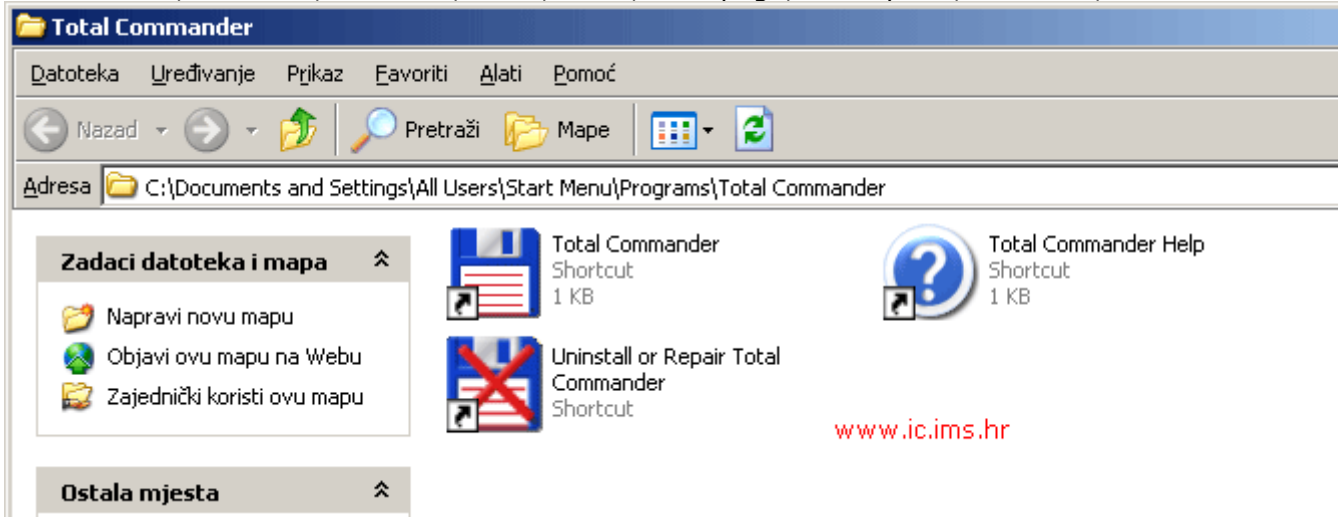 Total Commander
Datoteka Uređivanje Prikaz Favoriti Alati Pomoć
Nazad Pretraži Mape
Adresa C:\Documents and Settings\All Users\Start Menu\Programs\Total Commander
Zadaci datoteka i mapa
Napravi novu mapu
Objavi ovu mapu na Webu
Zajednički koristi ovu mapu
Ostala mjesta
Total Commander
Shortcut
1 KB
Total Commander Help
Shortcut
1 KB
Uninstall or Repair Total
Commander
Shortcut
www.ic.ims.hr